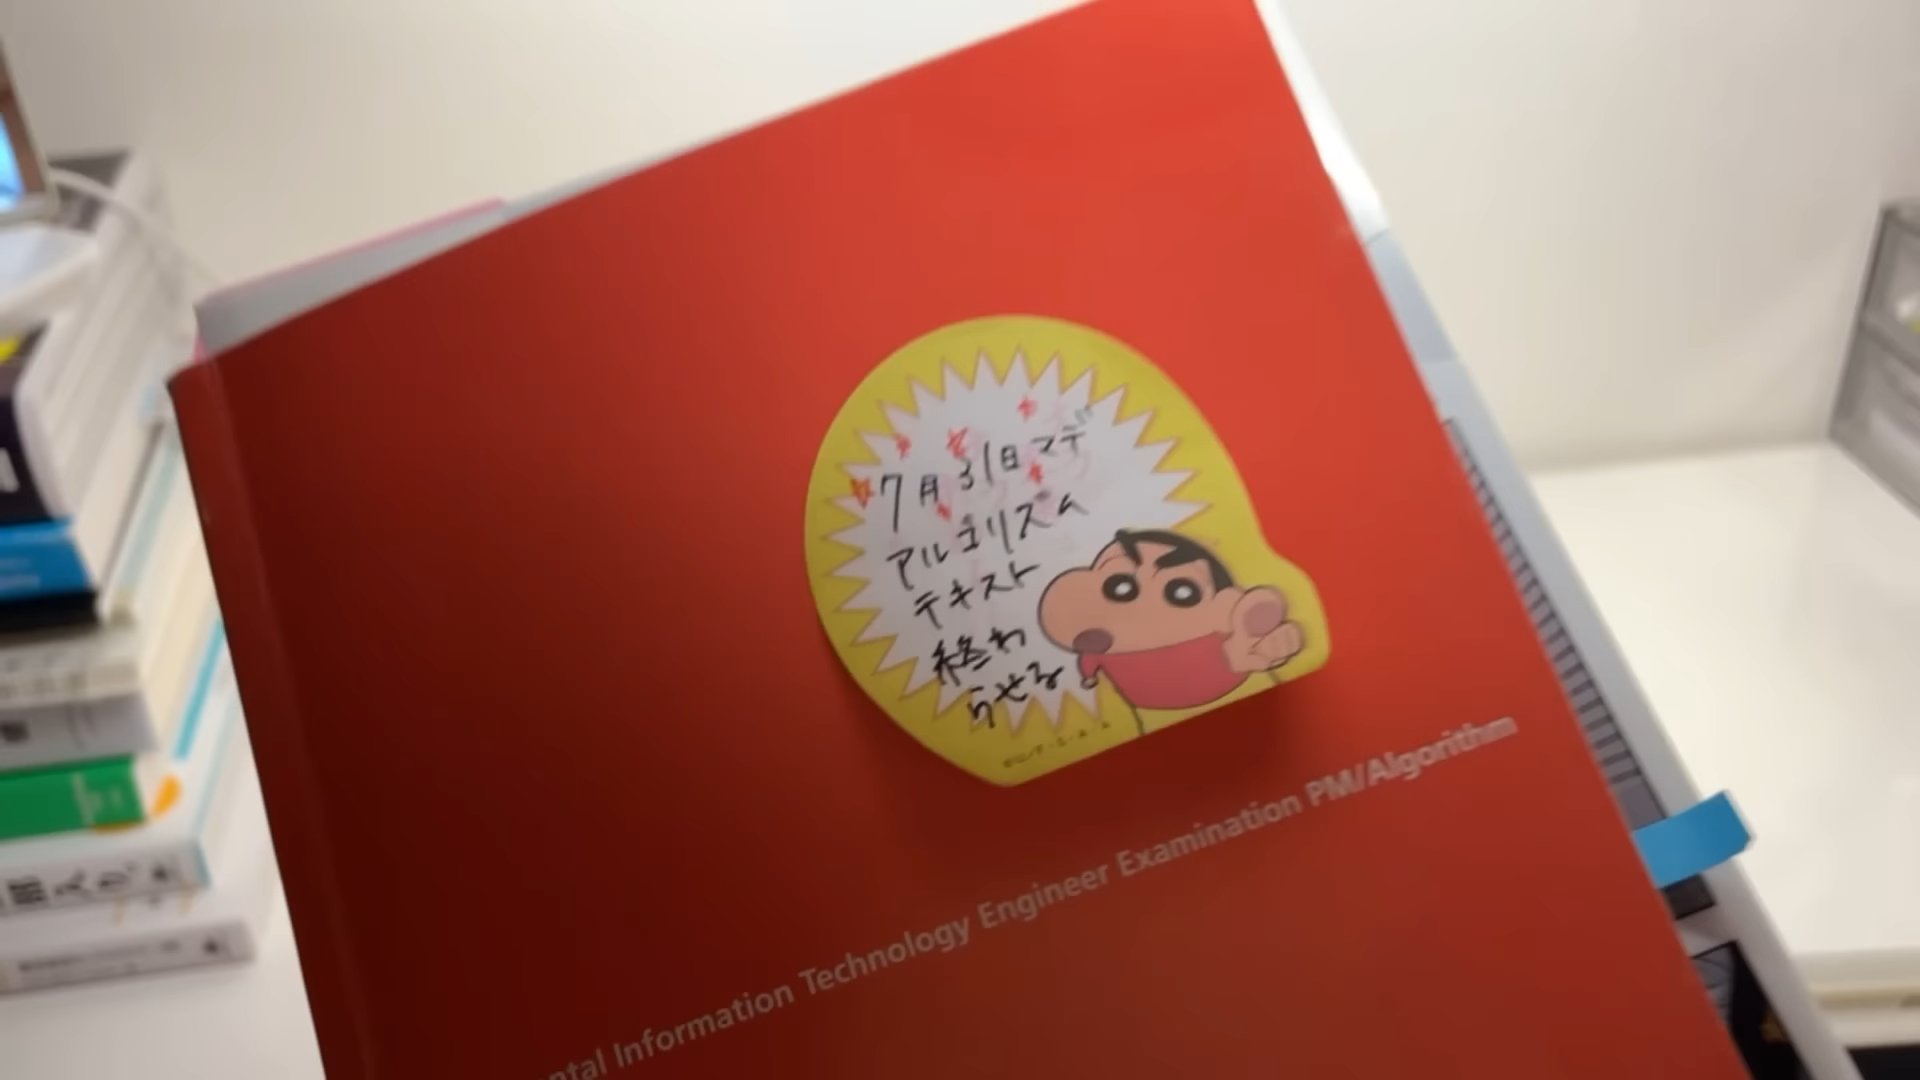 7月31日マデ
アルゴリズム
テキスト
終わ
らせる
ntal Information Technology Engineer Examination PM/Algorithm